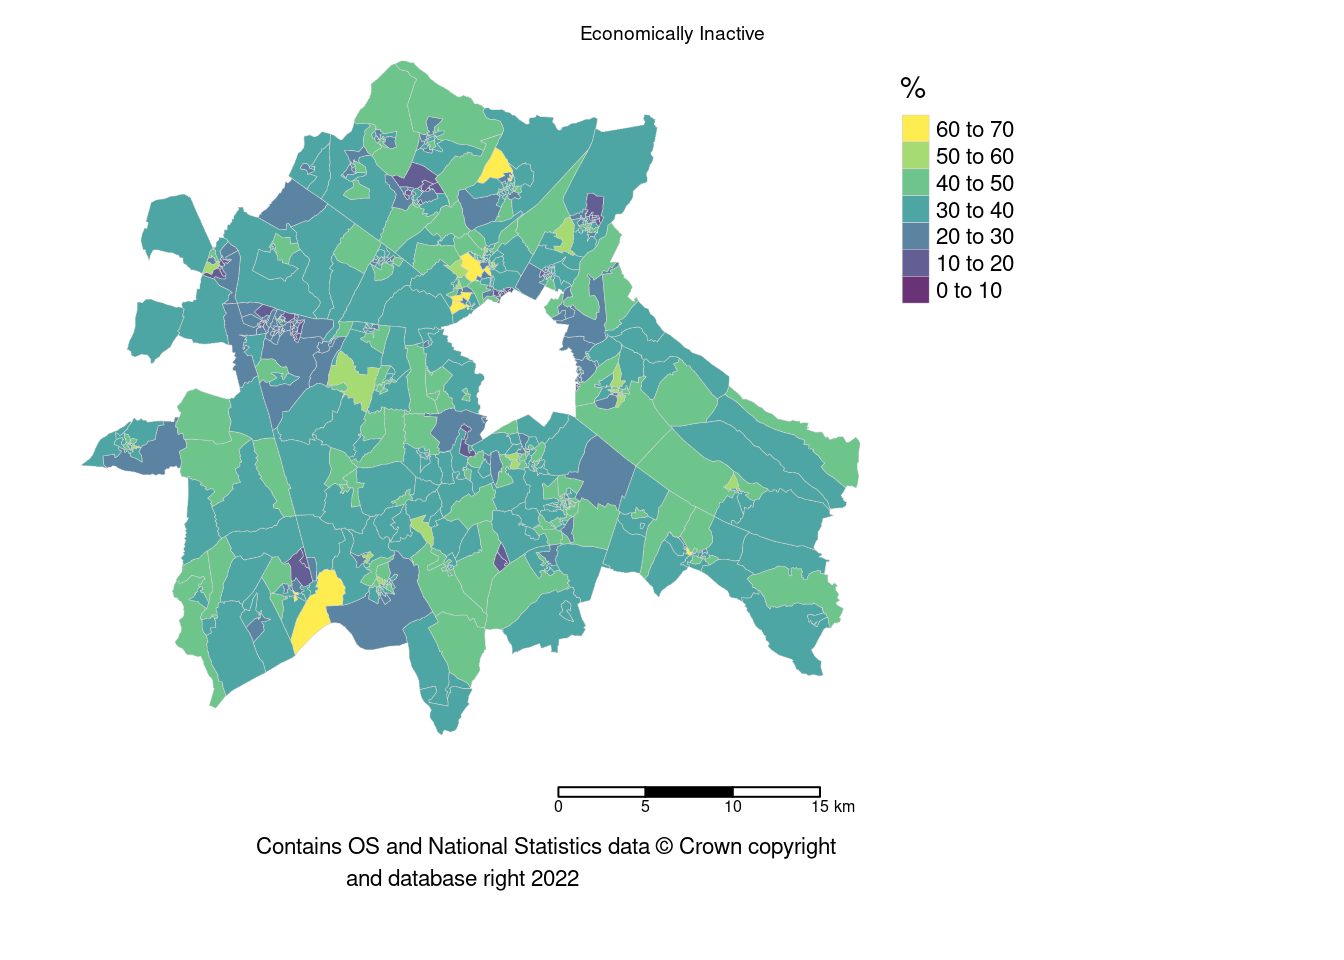 Economically Inactive
%
60 to 70
50 to 60
40 to 50
30 to 40
20 to 30
10 to 20
0 to 10
0 5 10 15 km
Contains OS and National Statistics data © Crown copyright
and database right 2022